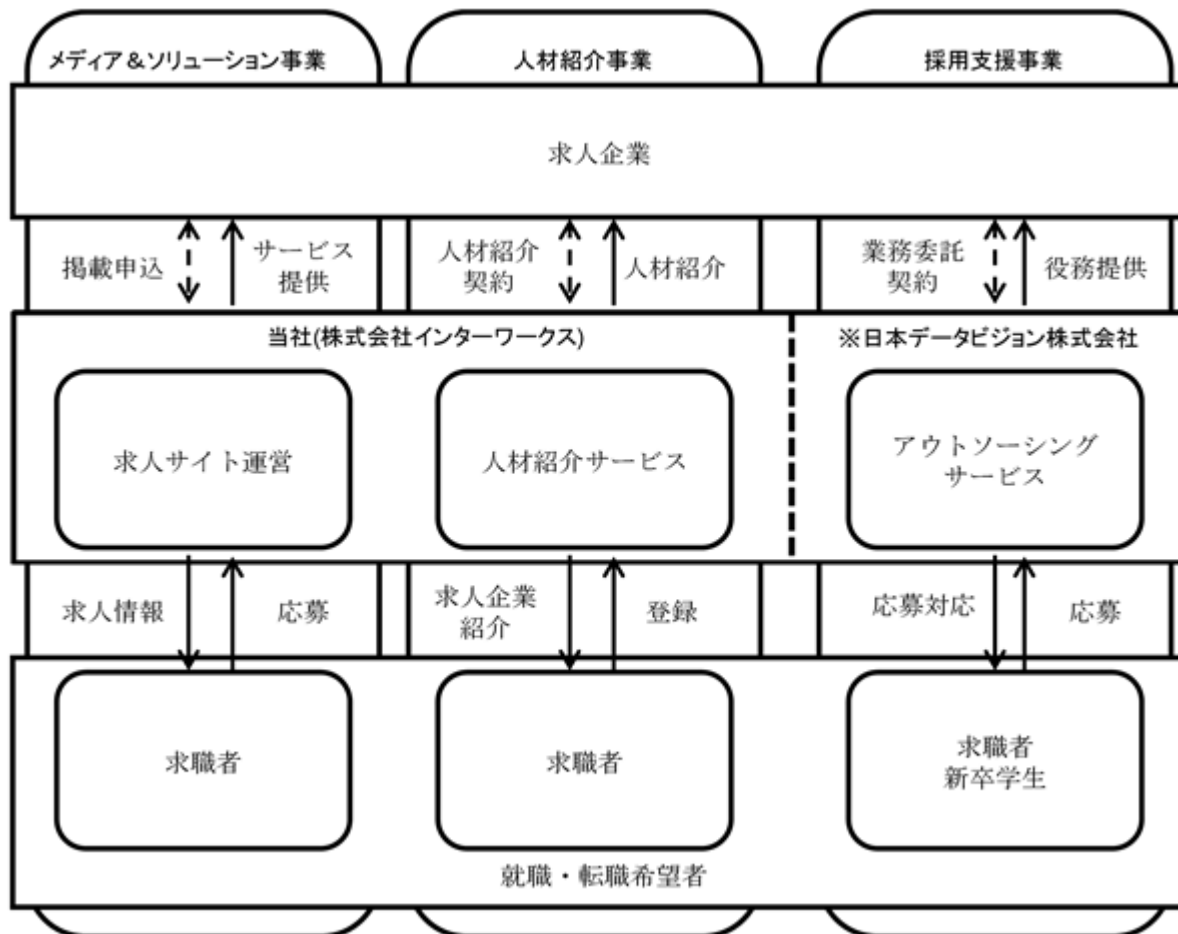 メディア＆ソリューション事業
人材紹介事業
採用支援事業
求人企業
掲載申込
サービス
提供
人材紹介
契約
人材紹介
業務委託
契約
役務提供
当社(株式会社インターワークス)
※日本データビジョン株式会社
求人サイト運営
人材紹介サービス
アウトソーシング
サービス
求人情報
応募
求人企業
紹介
登録
応募対応
応募
求職者
求職者
求職者
新卒学生
就職・転職希望者